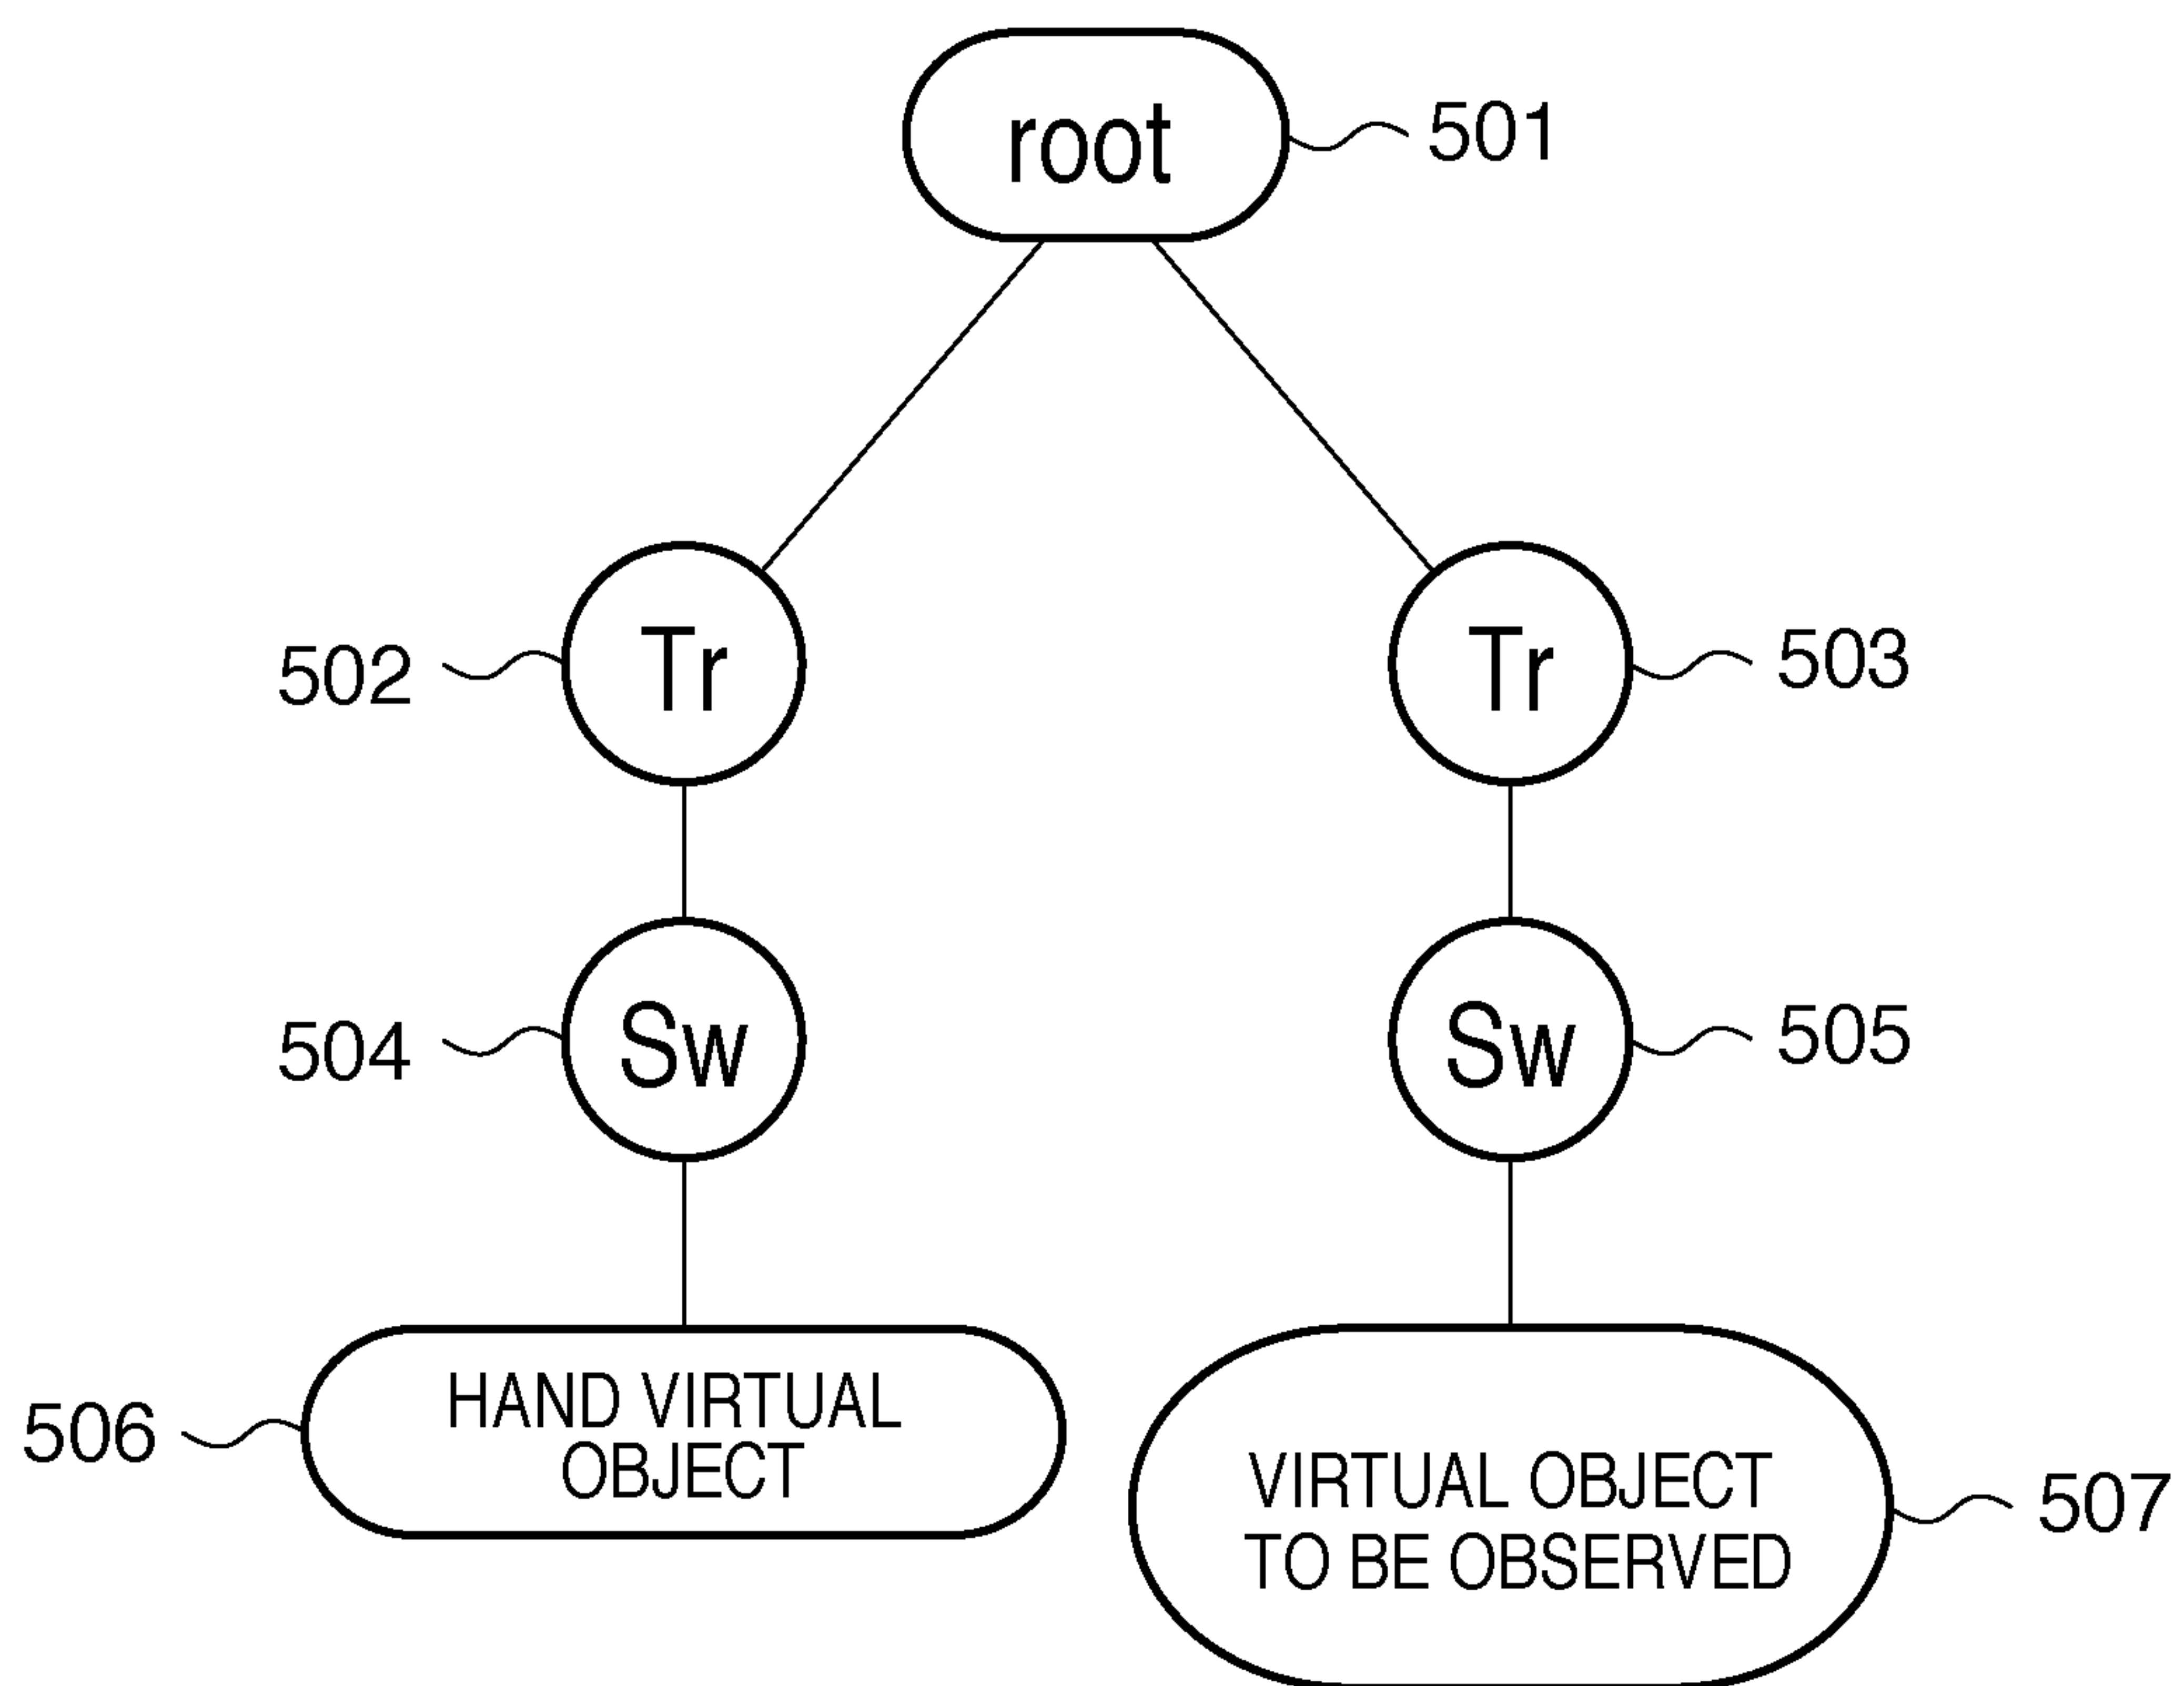 root
501
502
Tr
Tr
503
504
Sw
Sw
505
506
HAND VIRTUAL
OBJECT
VIRTUAL OBJECT
TO BE OBSERVED
507